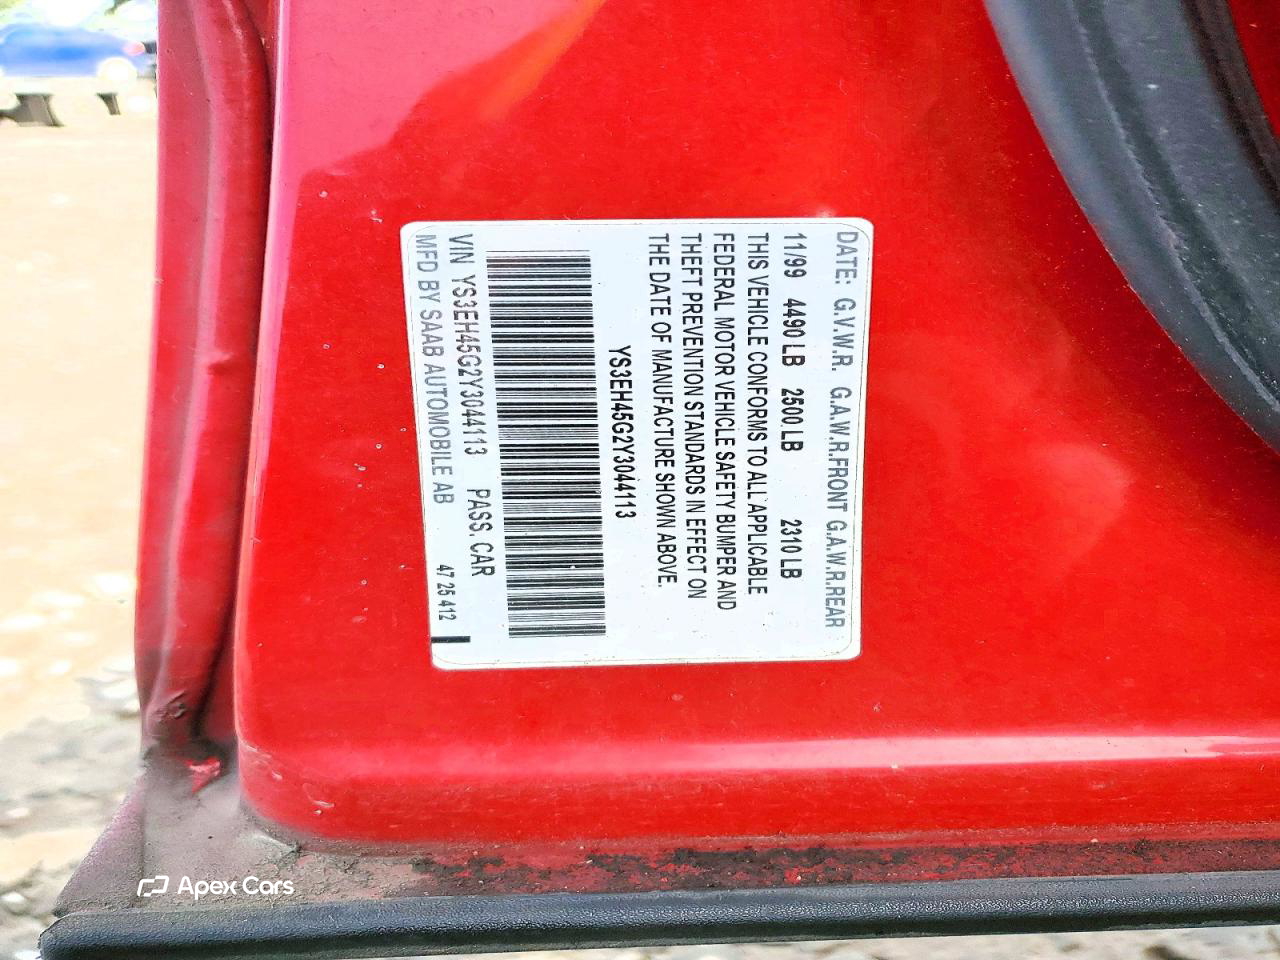 DATE: G.V.W.R. G.A.W.R.FRONT G.A.W.R.REAR
11/99 4490 LB 2500 LB 2310 LB
THIS VEHICLE CONFORMS TO ALL APPLICABLE
FEDERAL MOTOR VEHICLE SAFETY BUMPER AND
THEFT PREVENTION STANDARDS IN EFFECT ON
THE DATE OF MANUFACTURE SHOWN ABOVE.
YS3EH45G2Y3044113
VIN YS3EH45G2Y3044113 PASS. CAR
MFD BY SAAB AUTOMOBILE AB 47 25 412
Apex Cars